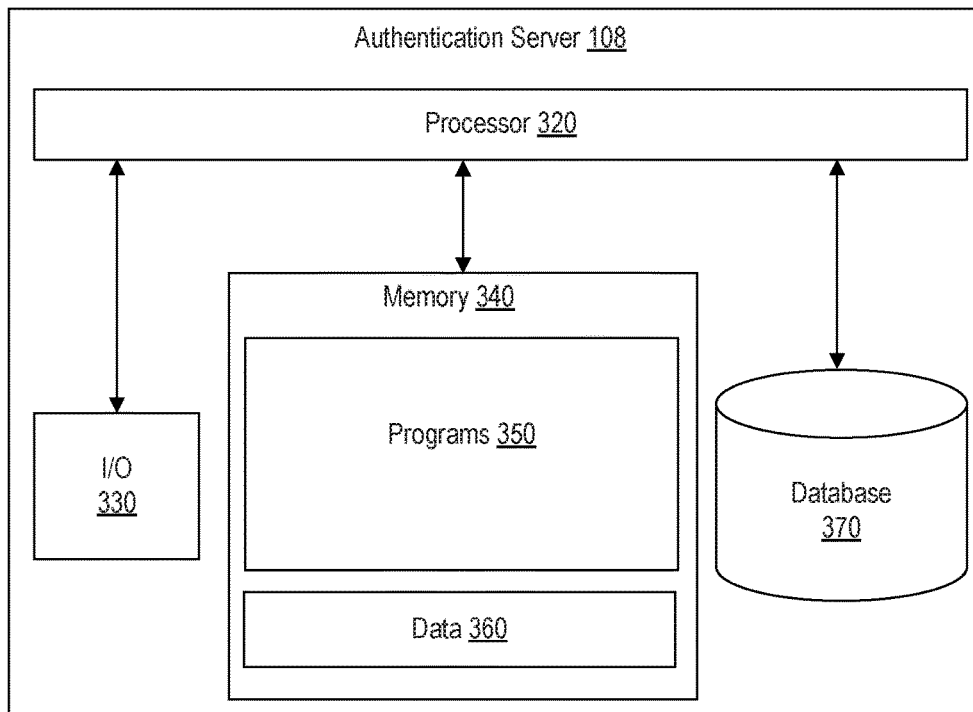 Authentication Server 108
Processor 320
Memory 340
Programs 350
I/O
330
Database
370
Data 360